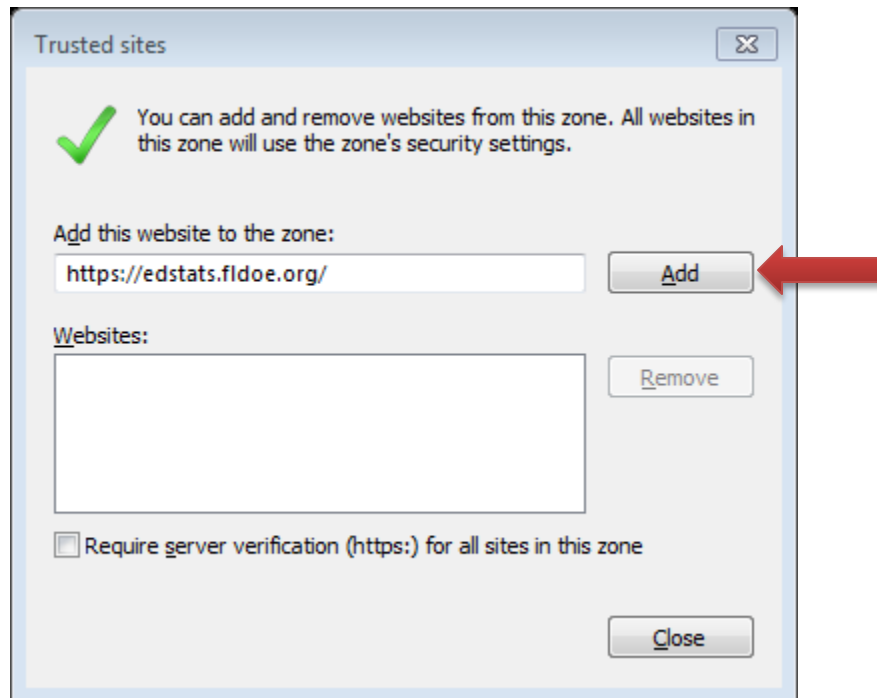 Trusted sites
You can add and remove websites from this zone. All websites in
this zone will use the zone's security settings.
Add this website to the zone:
https://edstats.fldoe.org/
Add
Websites:
Remove
Require server verification (https:) for all sites in this zone
Close